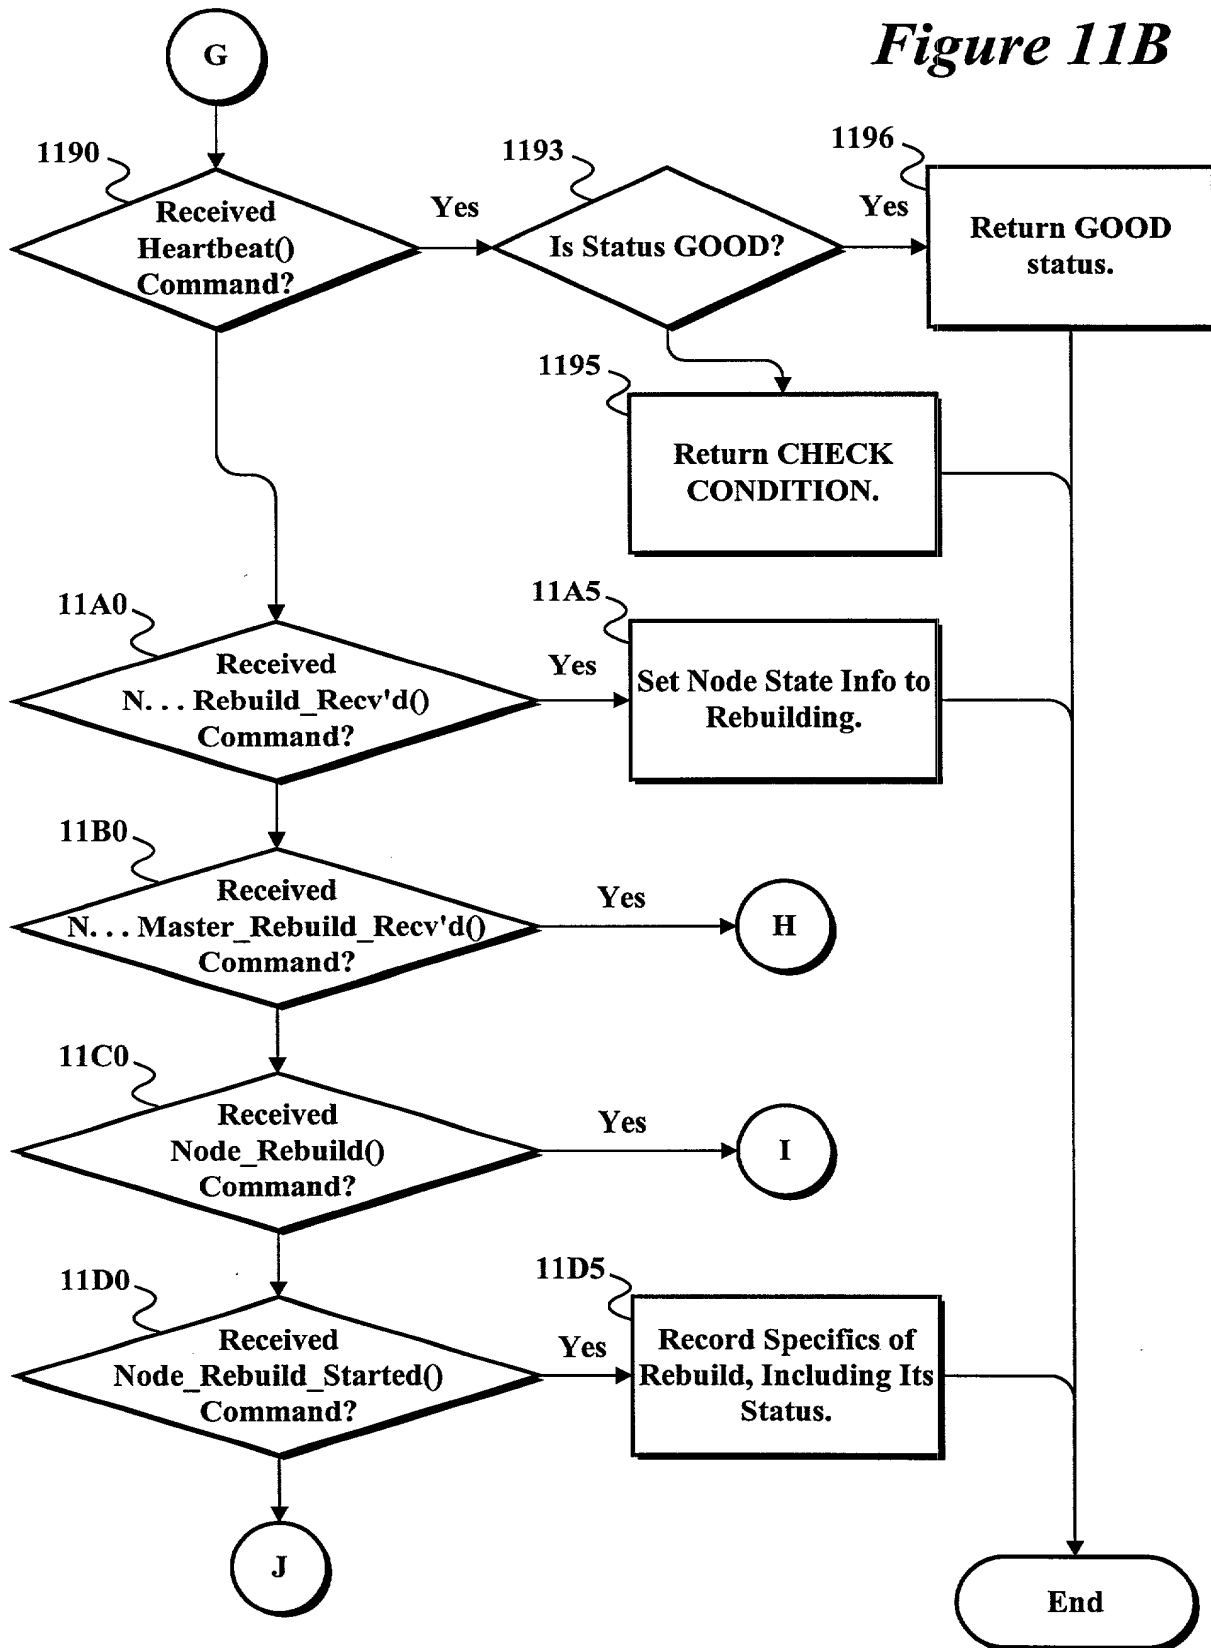 Figure 11B
G
1190
Received
Heartbeat()
Command?
Yes
1193
Is Status GOOD?
Yes
1196
Return GOOD
status.
1195
Return CHECK
CONDITION.
11A0
Received
N. . . Rebuild_Recv'd()
Command?
Yes
11A5
Set Node State Info to
Rebuilding.
11B0
Received
N. . . Master_Rebuild_Recv'd()
Command?
Yes
H
11C0
Received
Node_Rebuild()
Command?
Yes
I
11D0
Received
Node_Rebuild_Started()
Command?
Yes
11D5
Record Specifics of
Rebuild, Including Its
Status.
J
End